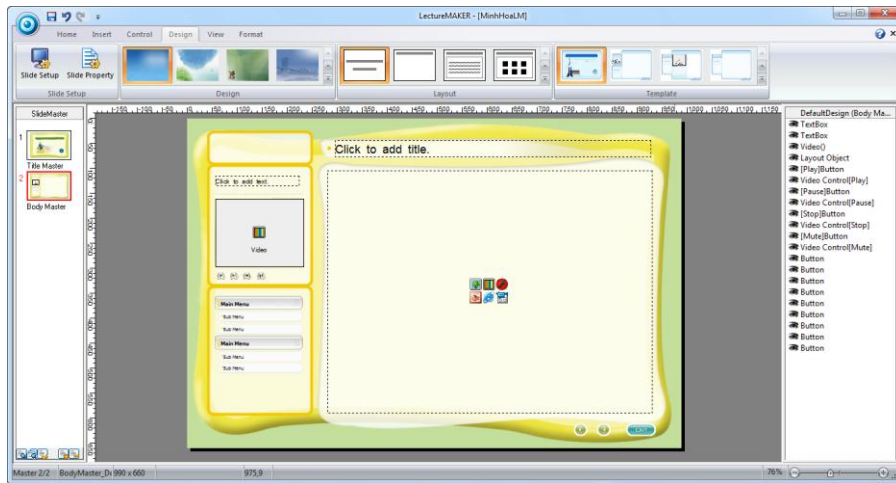 LectureMAKER - [MinhHoaLM]
Home Insert Control Design View Format
Slide Setup Slide Property
Slide Setup Design Layout Template
SlideMaster
1
Title Master
2
Body Master
Click to add title.
Click to add text.
Video
Main Menu
Sub Menu
Sub Menu
Main Menu
Sub Menu
Sub Menu
EXIT
DefaultDesign (Body Ma...
TextBox
TextBox
Video()
Layout Object
[Play]Button
Video Control[Play]
[Pause]Button
Video Control[Pause]
[Stop]Button
Video Control[Stop]
[Mute]Button
Video Control[Mute]
Button
Button
Button
Button
Button
Button
Button
Button
Button
Master 2/2 BodyMaster_De 990 x 660 975,9 76%